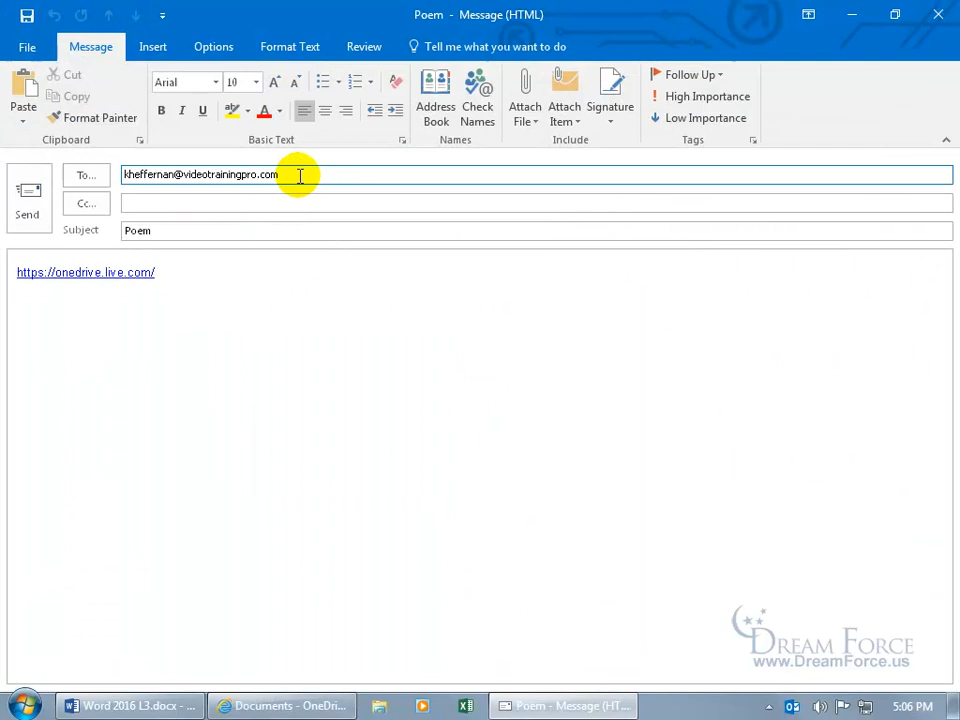 Poem - Message (HTML)
File Message Insert Options Format Text Review Tell me what you want to do
Paste
Cut
Copy
Format Painter
Clipboard
Arial 10
B I U A
Basic Text
Address Book
Check Names
Names
Attach File
Attach Item
Signature
Include
Follow Up
High Importance
Low Importance
Tags
Send
To... kheffernan@videotrainingpro.com
Cc...
Subject Poem
https://onedrive.live.com/
DREAM FORCE
www.DreamForce.us
Word 2016 L3.docx - ... Documents - OneDri... Poem - Message (HT... 5:06 PM